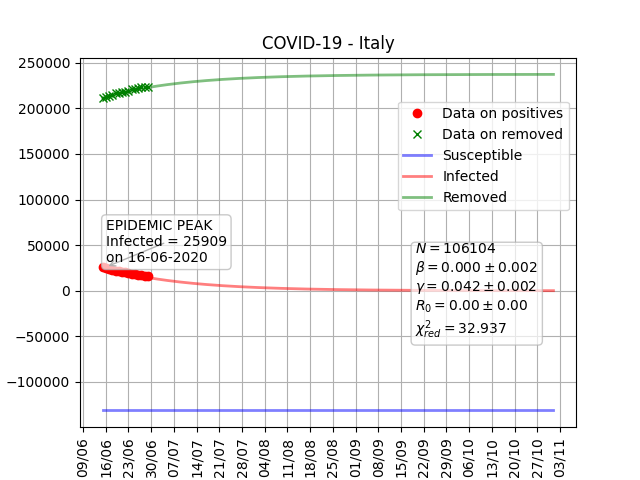 COVID-19 - Italy
250000
200000
150000
100000
50000
0
−50000
−100000
Data on positives
Data on removed
Susceptible
Infected
Removed
EPIDEMIC PEAK
Infected = 25909
on 16-06-2020
N = 106104
β = 0.000 ± 0.002
γ = 0.042 ± 0.002
R₀ = 0.00 ± 0.00
χ²red = 32.937
09/06
16/06
23/06
30/06
07/07
14/07
21/07
28/07
04/08
11/08
18/08
25/08
01/09
08/09
15/09
22/09
29/09
06/10
13/10
20/10
27/10
03/11